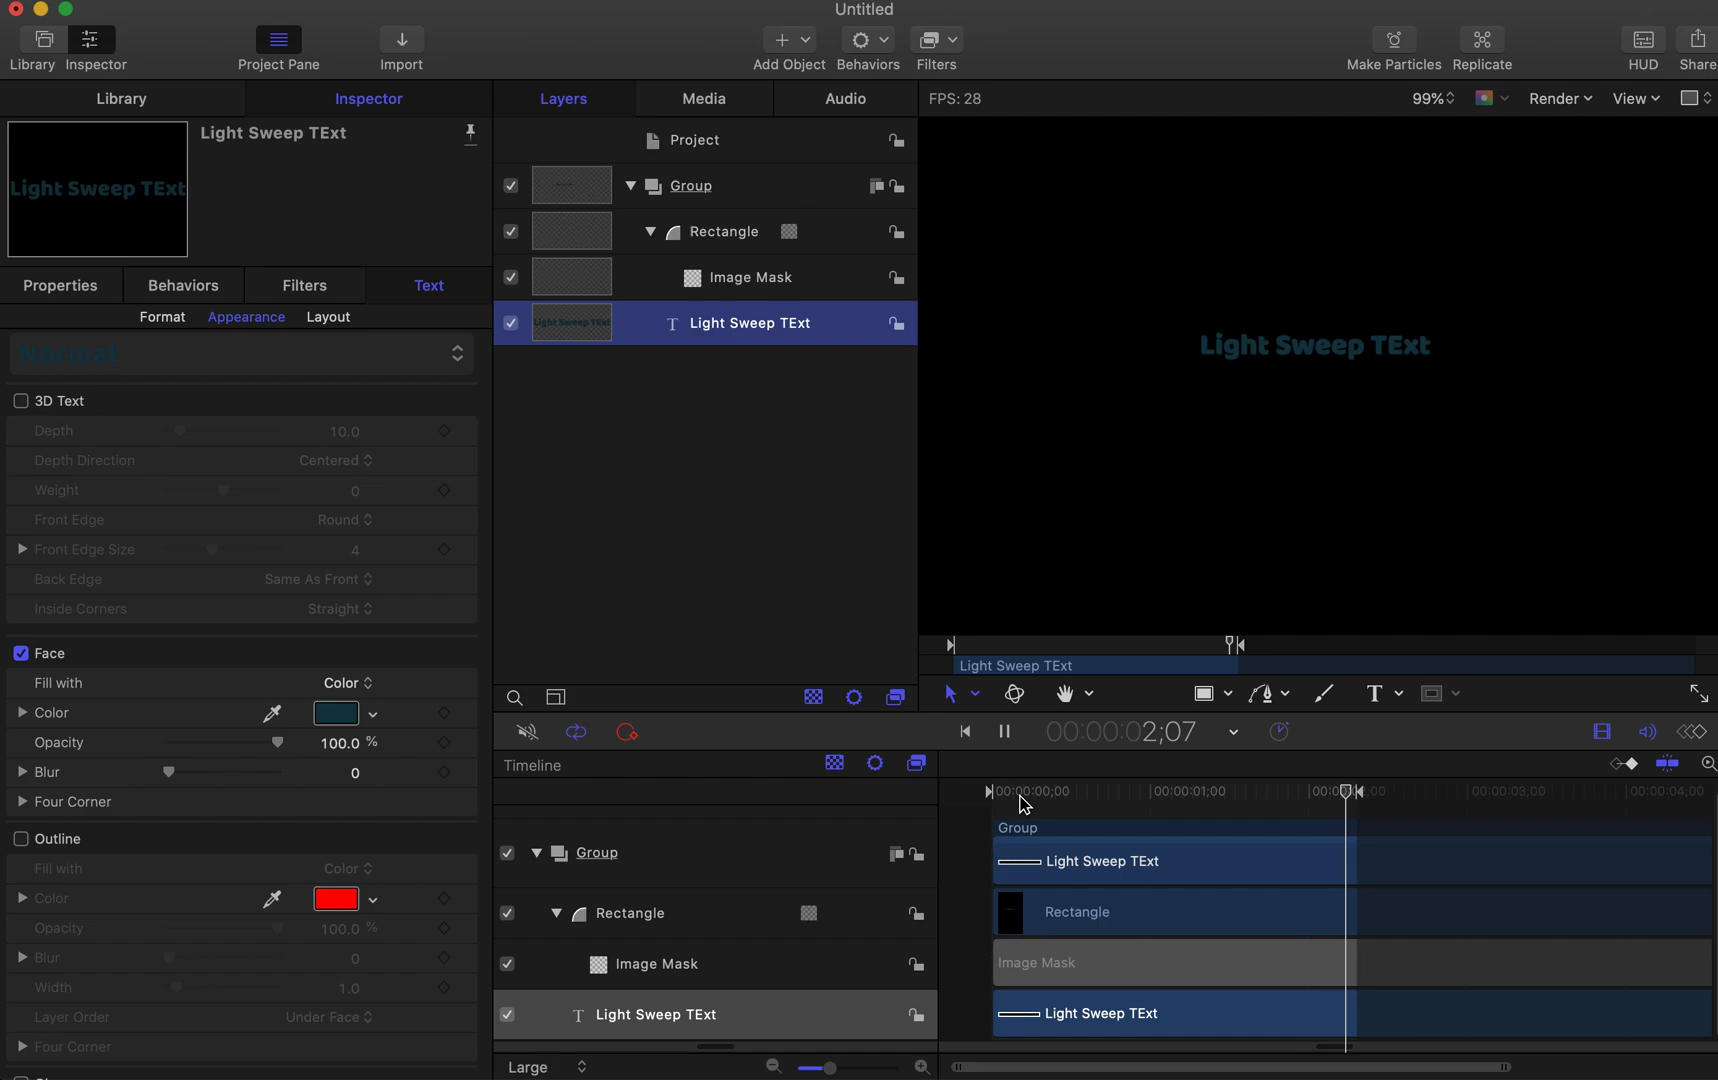 Untitled
Library
Inspector
Project Pane
Import
Add Object
Behaviors
Filters
Make Particles
Replicate
HUD
Share
Library
Inspector
Layers
Media
Audio
FPS: 28
99%
Render
View
Light Sweep TExt
Light Sweep TExt
Project
Group
Rectangle
Image Mask
Light Sweep TExt
Light Sweep TExt
Light Sweep TExt
Properties
Behaviors
Filters
Text
Format
Appearance
Layout
Normal
3D Text
Depth 10.0
Depth Direction Centered
Weight 0
Front Edge Round
Front Edge Size 4
Back Edge Same As Front
Inside Corners Straight
Face
Fill with Color
Color
Opacity 100.0 %
Blur 0
Four Corner
Outline
Fill with Color
Color
Opacity 100.0 %
Blur 0
Width 1.0
Layer Order Under Face
Four Corner
Light Sweep TExt
T
00:00:02;07
Timeline
00:00:00;00
00:00:01;00
00:00:03;00
00:00:04;00
Group
Group
Light Sweep TExt
Rectangle
Rectangle
Image Mask
Image Mask
T Light Sweep TExt
Light Sweep TExt
Large